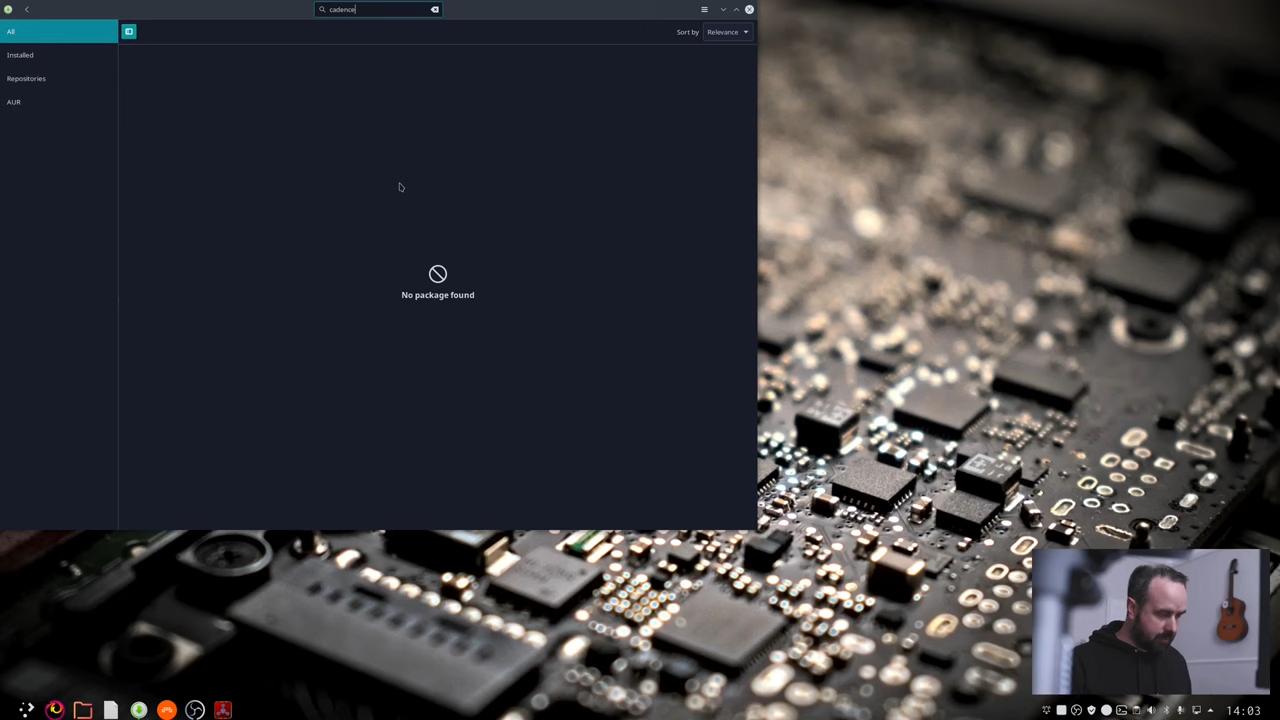 cadence
All
Sort by
Relevance
Installed
Repositories
AUR
No package found
14:03